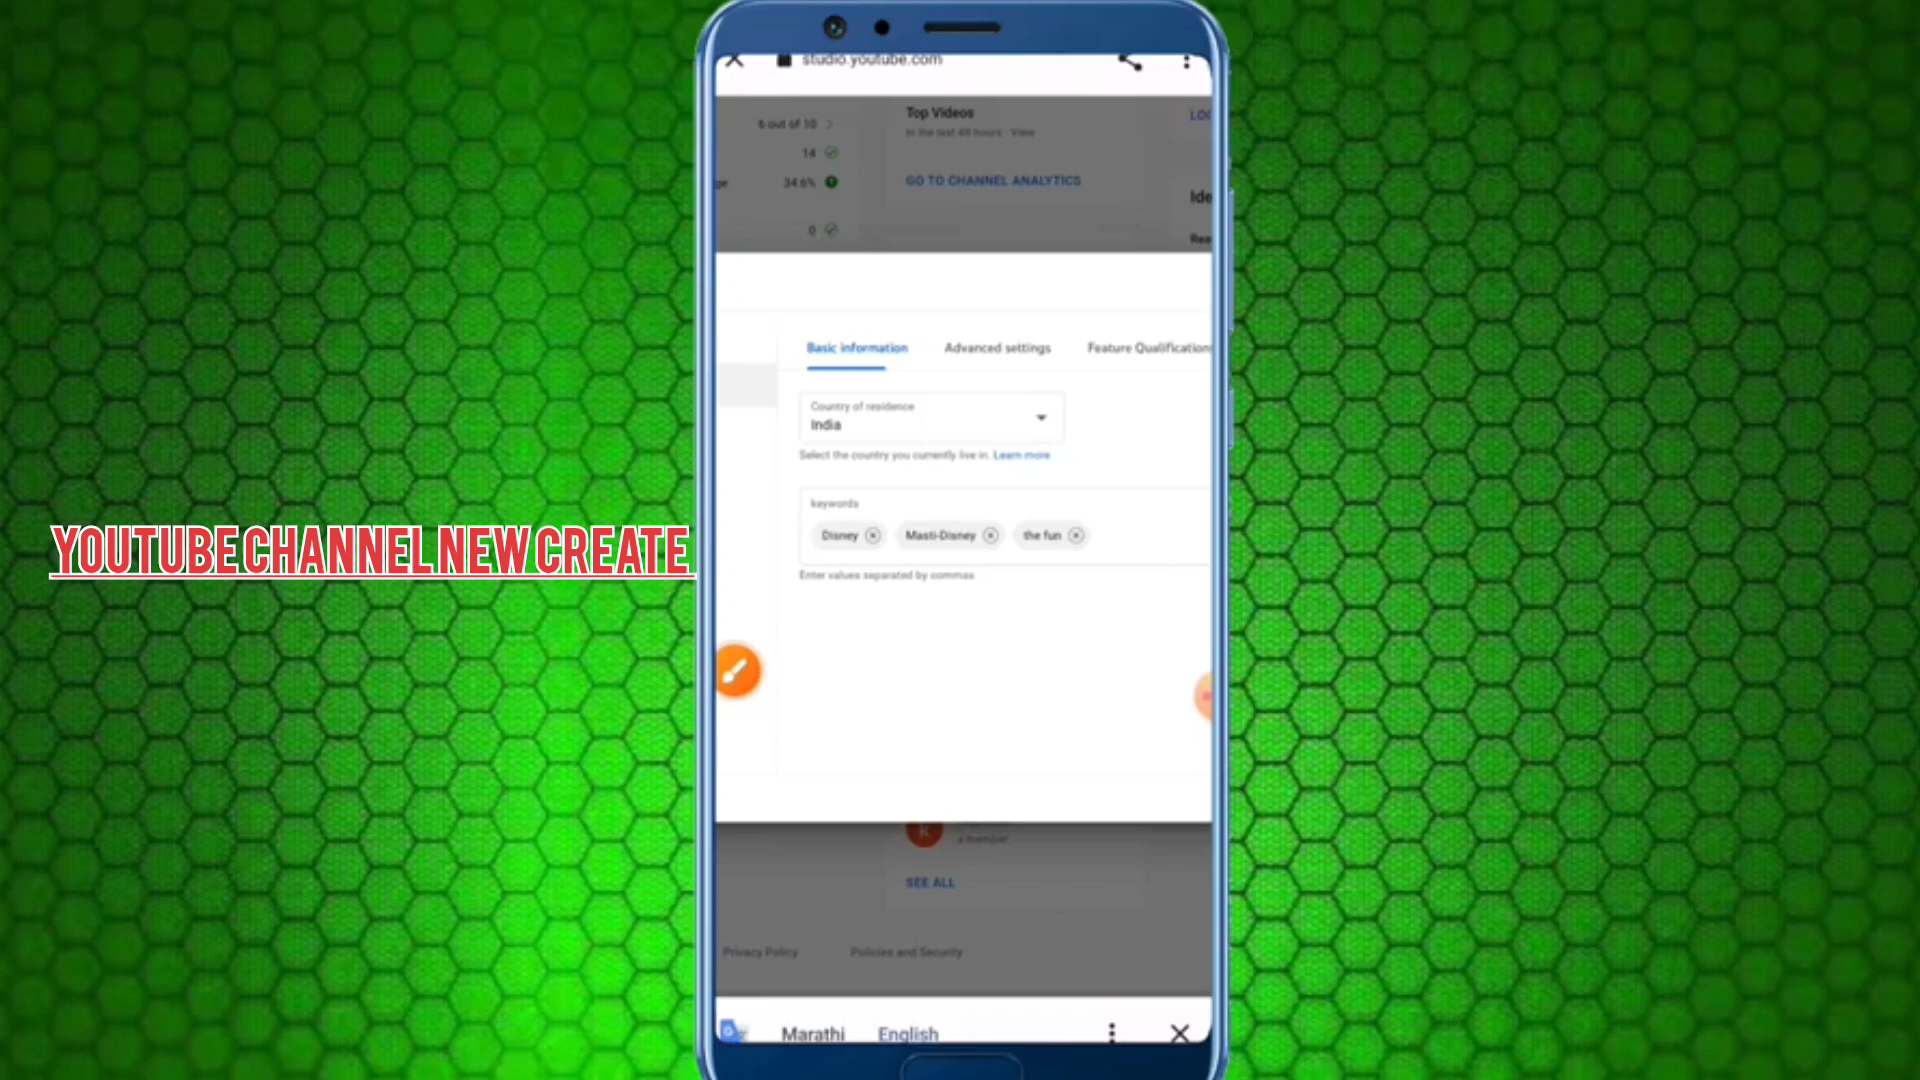 studio.youtube.com
6 out of 10
Top Videos
In the last 48 hours · View
14
34.6%
GO TO CHANNEL ANALYTICS
0
Basic information Advanced settings Feature Qualifications
Country of residence
India
Select the country you currently live in. Learn more
keywords
Disney Masti-Disney the fun
Enter values separated by commas
YOUTUBE CHANNEL NEW CREATE
K
member
SEE ALL
Privacy Policy Policies and Security
Marathi English